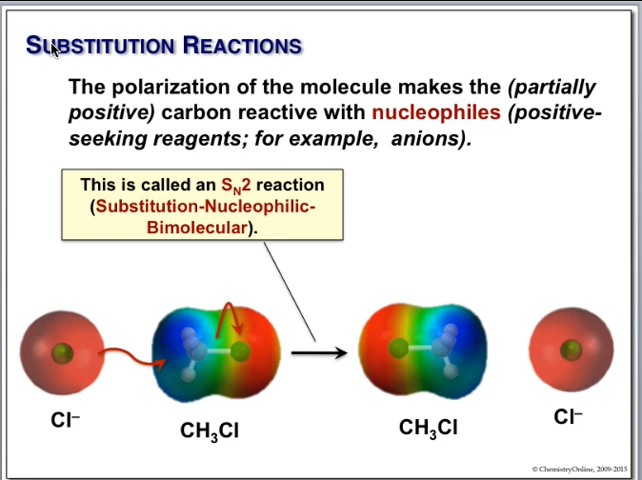 SUBSTITUTION REACTIONS
The polarization of the molecule makes the (partially
positive) carbon reactive with nucleophiles (positive-
seeking reagents; for example, anions).
This is called an SN2 reaction
(Substitution-Nucleophilic-
Bimolecular).
Cl–
CH3Cl
CH3Cl
Cl–
© ChemistryOnline, 2009-2015